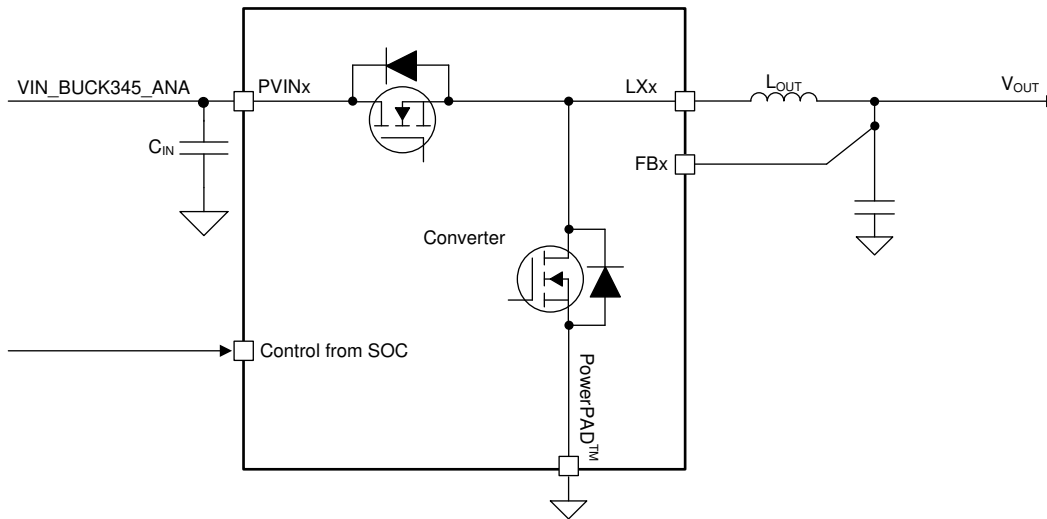 VIN_BUCK345_ANA
PVINx
LXx
LOUT
VOUT
CIN
FBx
Converter
Control from SOC
PowerPAD™